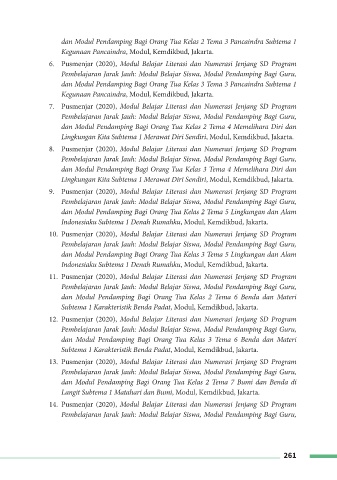 dan Modul Pendamping Bagi Orang Tua Kelas 2 Tema 3 Pancaindra Subtema 1
Kegunaan Pancaindra, Modul, Kemdikbud, Jakarta.
6. Pusmenjar (2020), Modul Belajar Literasi dan Numerasi Jenjang SD Program
Pembelajaran Jarak Jauh: Modul Belajar Siswa, Modul Pendamping Bagi Guru,
dan Modul Pendamping Bagi Orang Tua Kelas 3 Tema 3 Pancaindra Subtema 1
Kegunaan Pancaindra, Modul, Kemdikbud, Jakarta.
7. Pusmenjar (2020), Modul Belajar Literasi dan Numerasi Jenjang SD Program
Pembelajaran Jarak Jauh: Modul Belajar Siswa, Modul Pendamping Bagi Guru,
dan Modul Pendamping Bagi Orang Tua Kelas 2 Tema 4 Memelihara Diri dan
Lingkungan Kita Subtema 1 Merawat Diri Sendiri, Modul, Kemdikbud, Jakarta.
8. Pusmenjar (2020), Modul Belajar Literasi dan Numerasi Jenjang SD Program
Pembelajaran Jarak Jauh: Modul Belajar Siswa, Modul Pendamping Bagi Guru,
dan Modul Pendamping Bagi Orang Tua Kelas 3 Tema 4 Memelihara Diri dan
Lingkungan Kita Subtema 1 Merawat Diri Sendiri, Modul, Kemdikbud, Jakarta.
9. Pusmenjar (2020), Modul Belajar Literasi dan Numerasi Jenjang SD Program
Pembelajaran Jarak Jauh: Modul Belajar Siswa, Modul Pendamping Bagi Guru,
dan Modul Pendamping Bagi Orang Tua Kelas 2 Tema 5 Lingkungan dan Alam
Indonesiaku Subtema 1 Denah Rumahku, Modul, Kemdikbud, Jakarta.
10. Pusmenjar (2020), Modul Belajar Literasi dan Numerasi Jenjang SD Program
Pembelajaran Jarak Jauh: Modul Belajar Siswa, Modul Pendamping Bagi Guru,
dan Modul Pendamping Bagi Orang Tua Kelas 3 Tema 5 Lingkungan dan Alam
Indonesiaku Subtema 1 Denah Rumahku, Modul, Kemdikbud, Jakarta.
11. Pusmenjar (2020), Modul Belajar Literasi dan Numerasi Jenjang SD Program
Pembelajaran Jarak Jauh: Modul Belajar Siswa, Modul Pendamping Bagi Guru,
dan Modul Pendamping Bagi Orang Tua Kelas 2 Tema 6 Benda dan Materi
Subtema 1 Karakteristik Benda Padat, Modul, Kemdikbud, Jakarta.
12. Pusmenjar (2020), Modul Belajar Literasi dan Numerasi Jenjang SD Program
Pembelajaran Jarak Jauh: Modul Belajar Siswa, Modul Pendamping Bagi Guru,
dan Modul Pendamping Bagi Orang Tua Kelas 3 Tema 6 Benda dan Materi
Subtema 1 Karakteristik Benda Padat, Modul, Kemdikbud, Jakarta.
13. Pusmenjar (2020), Modul Belajar Literasi dan Numerasi Jenjang SD Program
Pembelajaran Jarak Jauh: Modul Belajar Siswa, Modul Pendamping Bagi Guru,
dan Modul Pendamping Bagi Orang Tua Kelas 2 Tema 7 Bumi dan Benda di
Langit Subtema 1 Matahari dan Bumi, Modul, Kemdikbud, Jakarta.
14. Pusmenjar (2020), Modul Belajar Literasi dan Numerasi Jenjang SD Program
Pembelajaran Jarak Jauh: Modul Belajar Siswa, Modul Pendamping Bagi Guru,
261